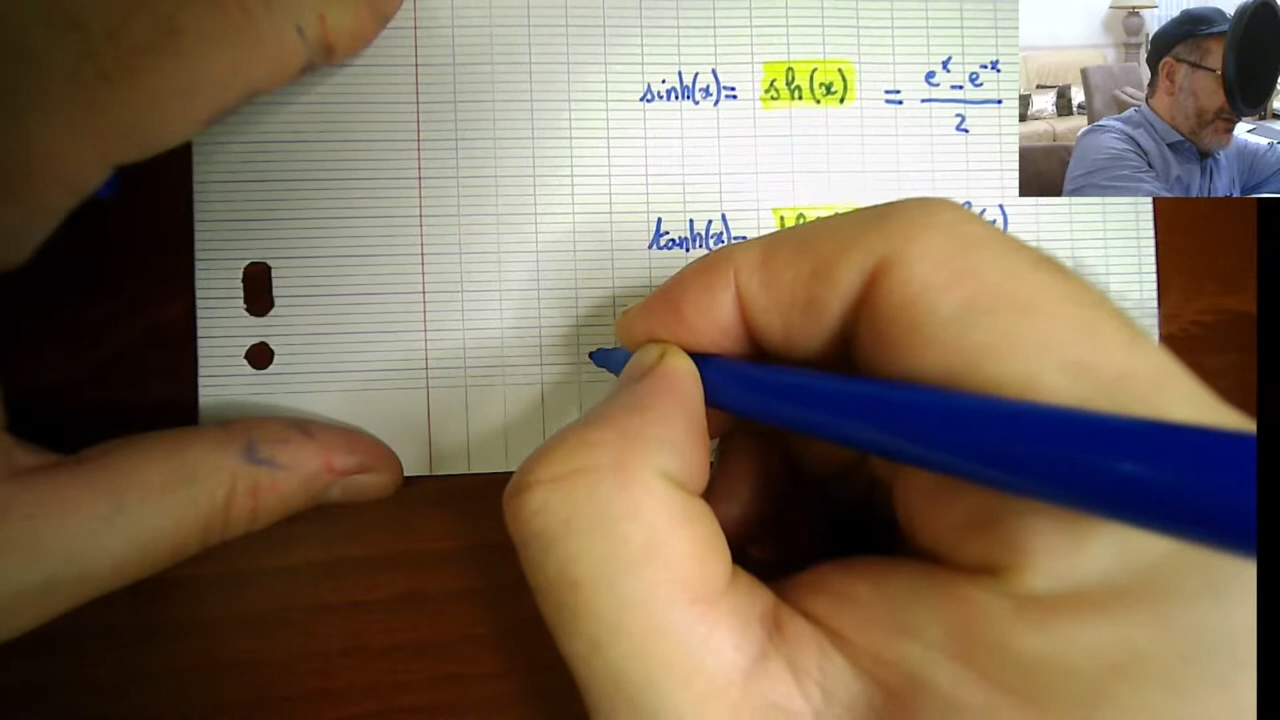 sinh(x) = sh(x) = (e^x - e^-x)/2
tanh(x) =